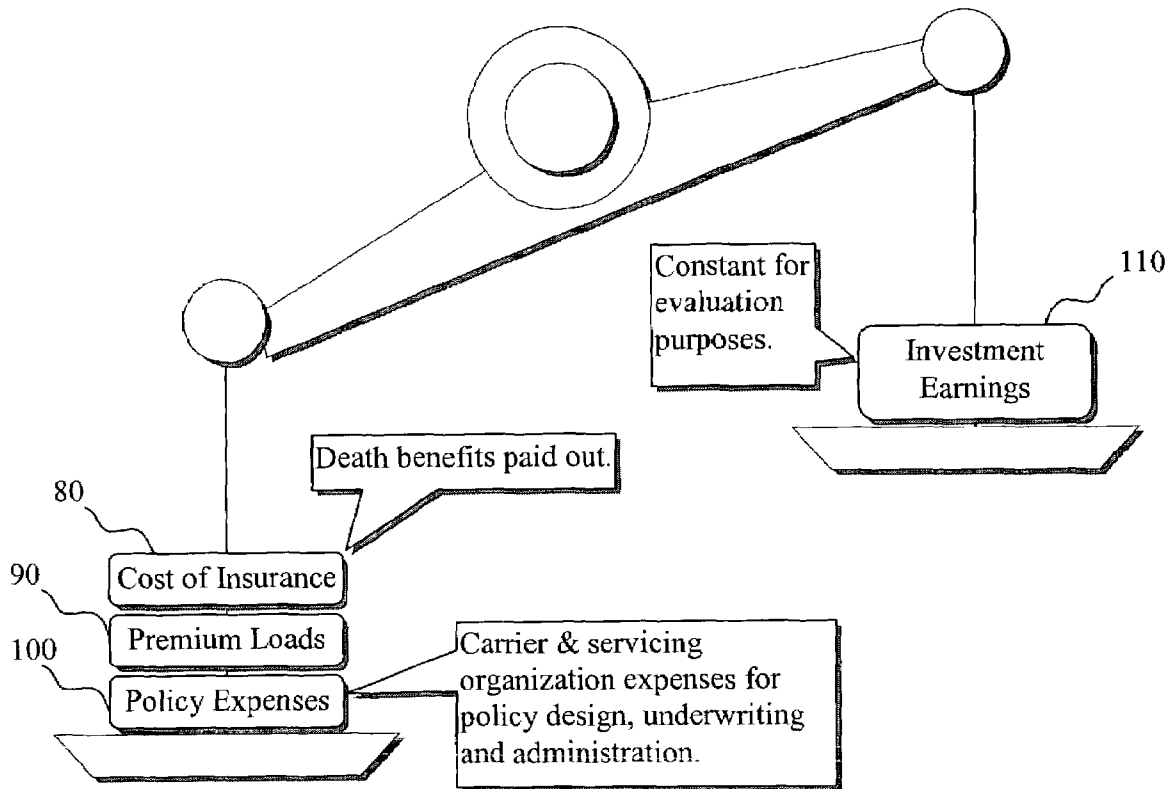 Constant for
evaluation
purposes.
110
Investment
Earnings
Death benefits paid out.
80
Cost of Insurance
90
Premium Loads
100
Policy Expenses
Carrier & servicing
organization expenses for
policy design, underwriting
and administration.